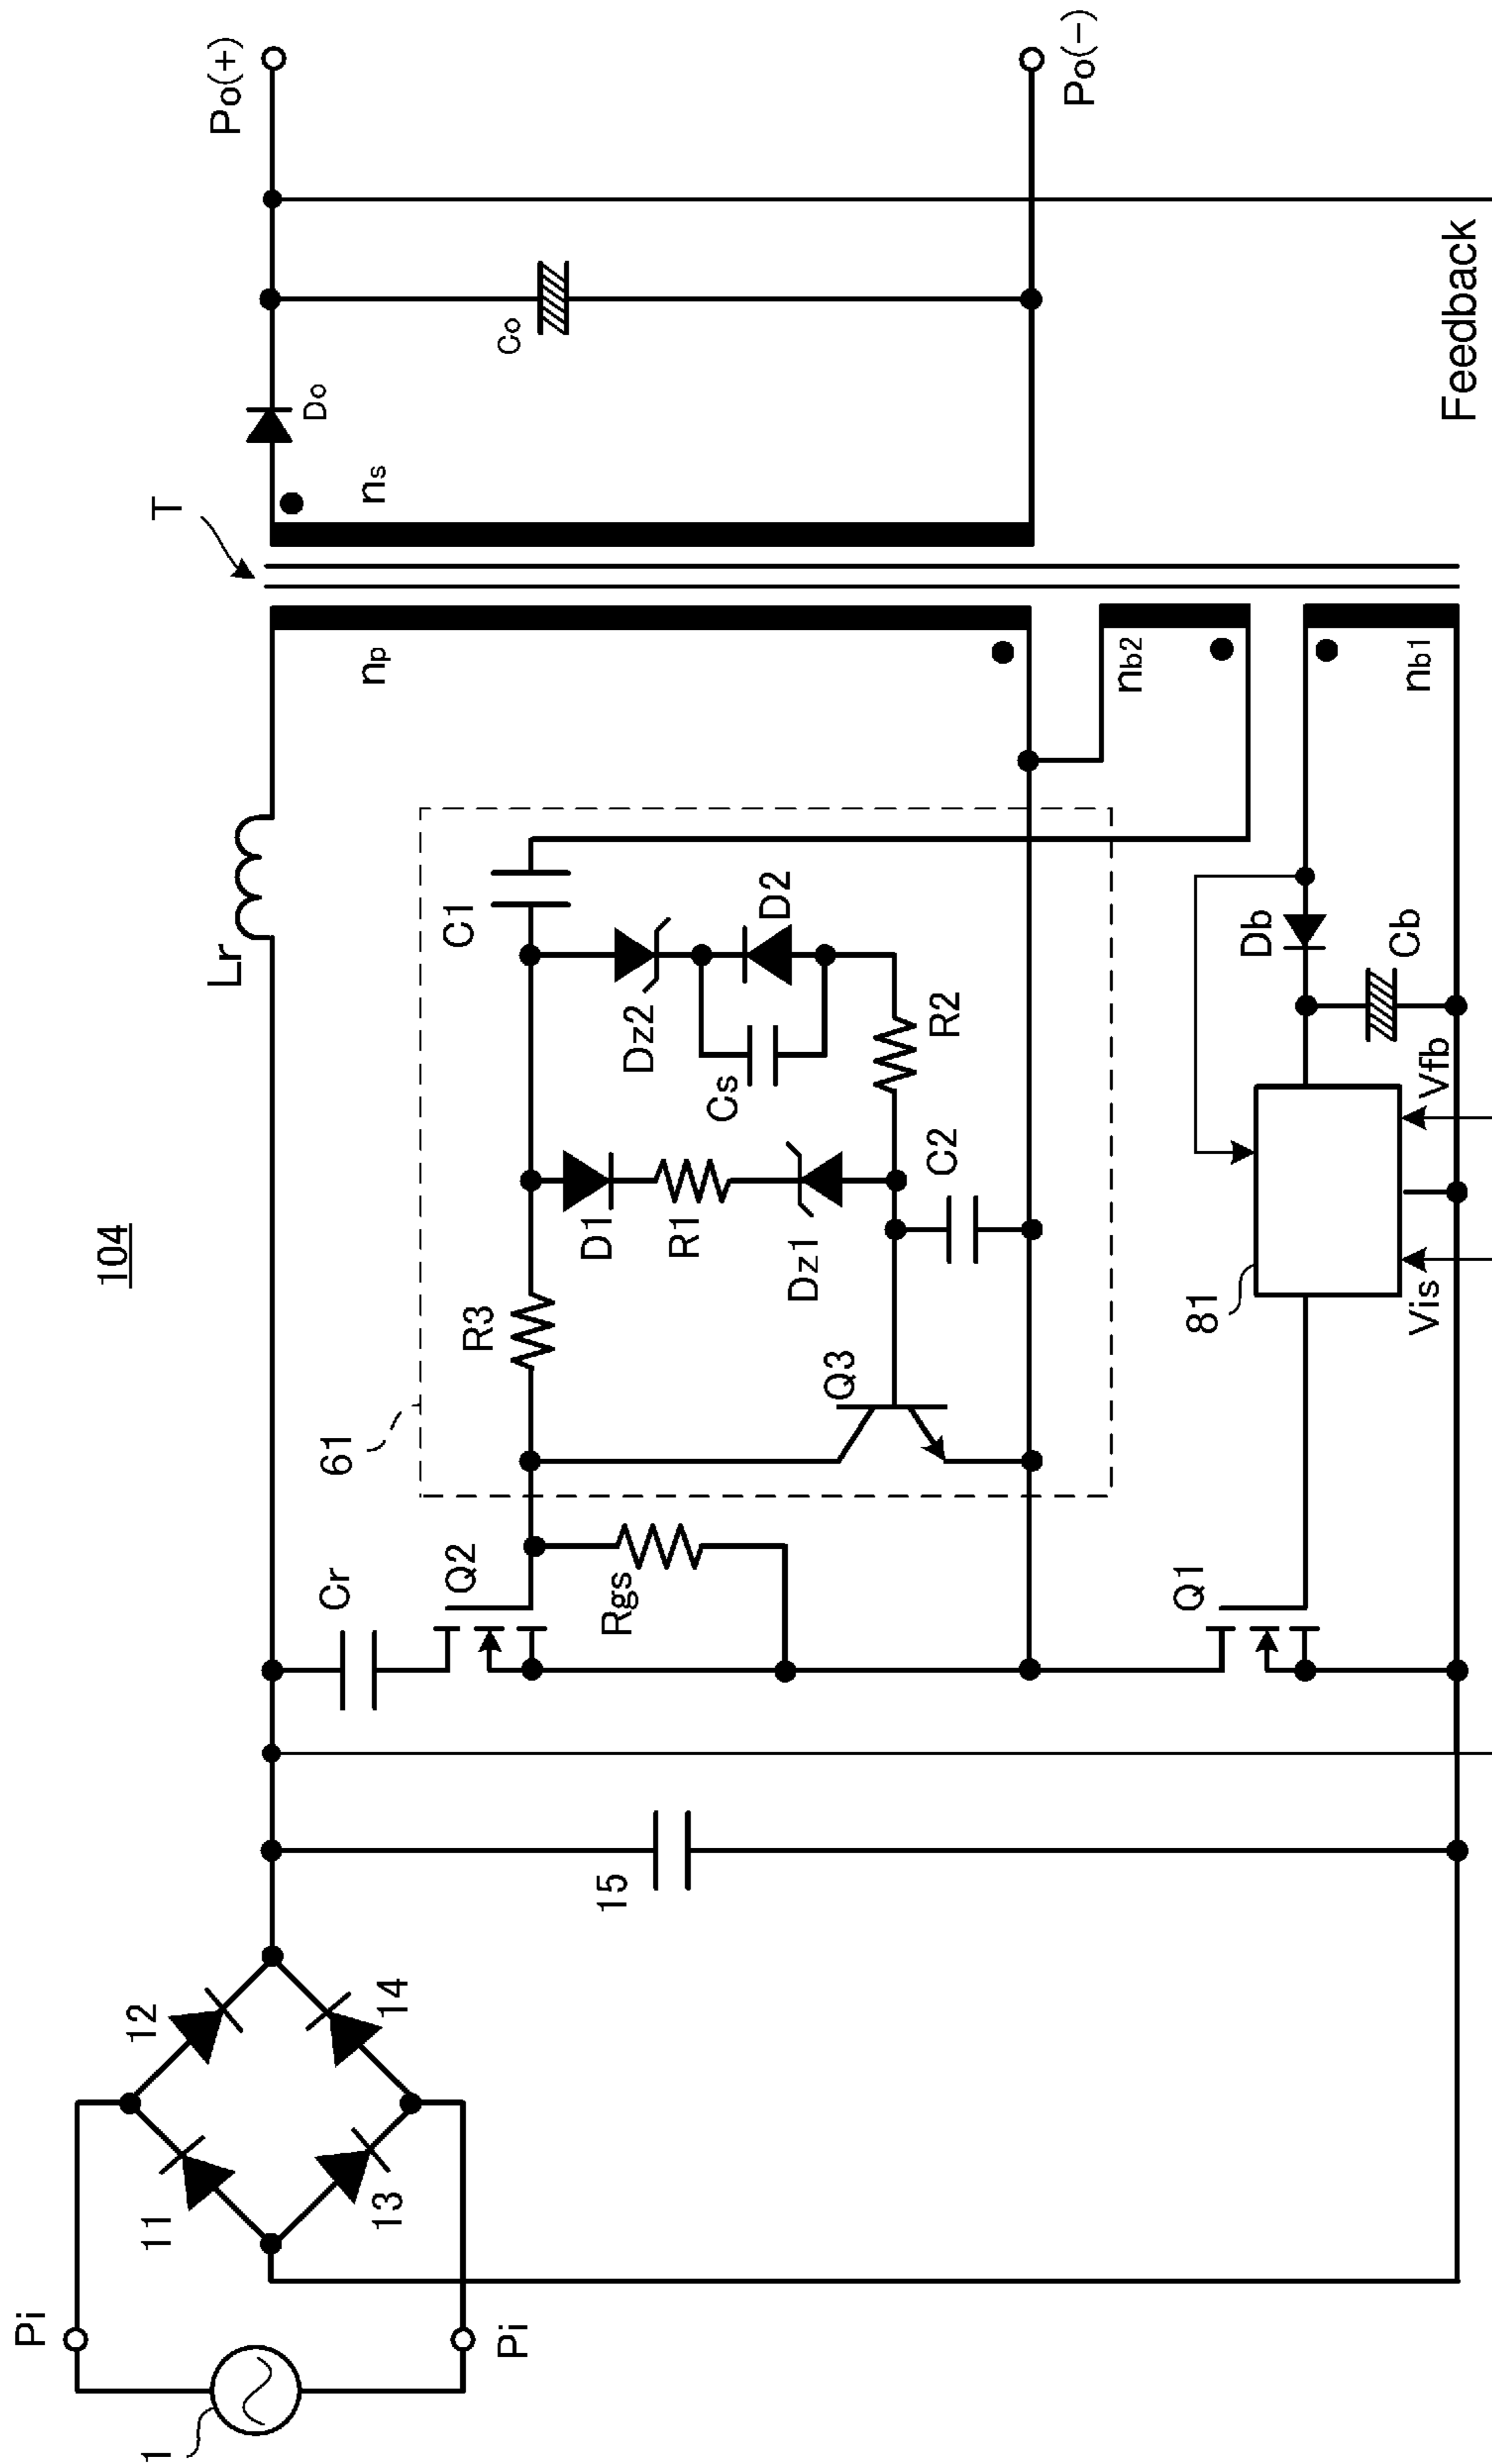 104
T
Po(+)
Po(-)
Do
Co
ns
np
nb2
nb1
Lr
C1
Dz2
D2
Cs
R2
D1
R1
Dz1
C2
R3
Q3
61
Cr
Q2
Rgs
Q1
81
Db
Cb
Vfb
Vis
Feedback
15
12
14
11
13
Pi
Pi
1